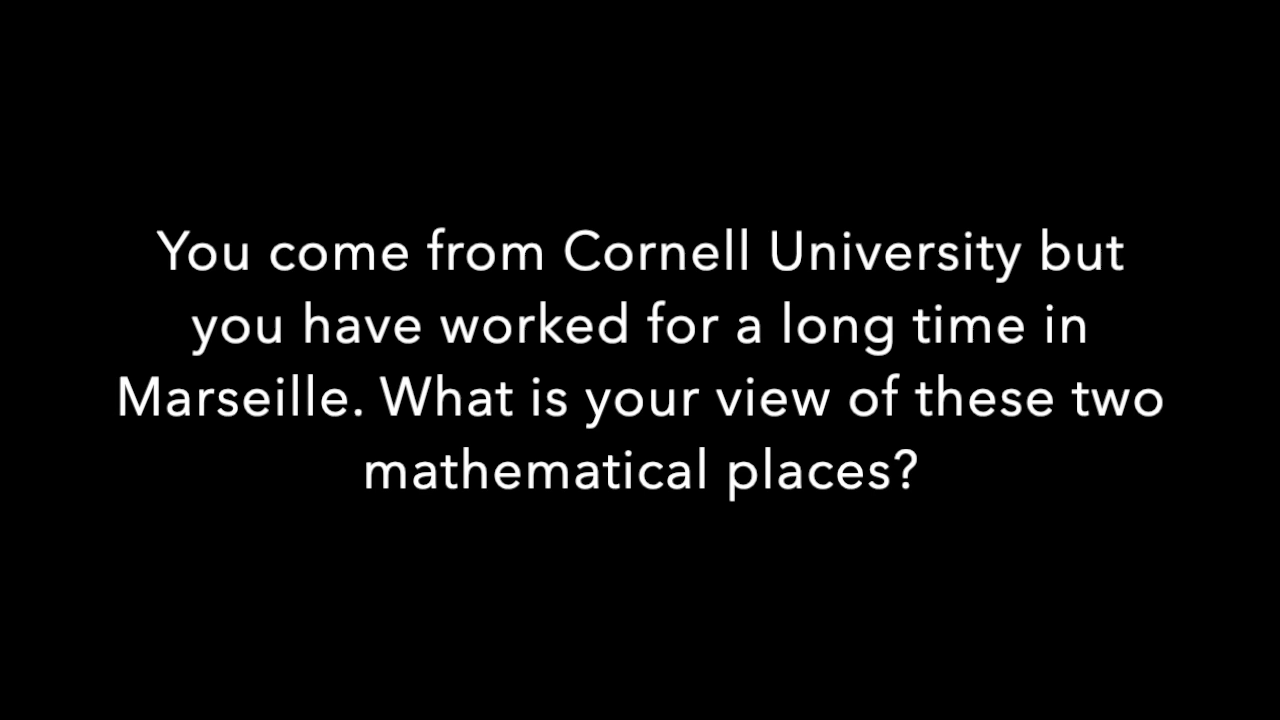 You come from Cornell University but
you have worked for a long time in
Marseille. What is your view of these two
mathematical places?